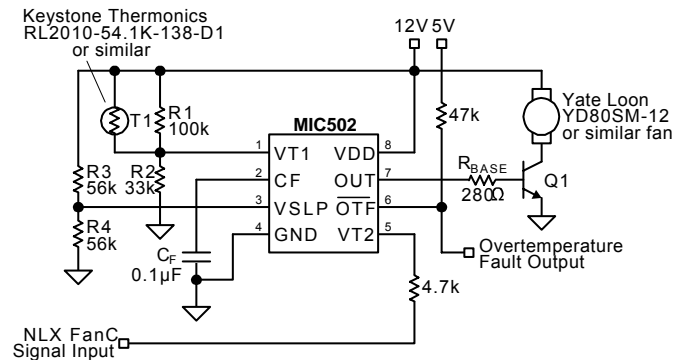 Keystone Thermonics
RL2010-54.1K-138-D1
or similar
12V 5V
T1
R1
100k
47k
Yate Loon
YD80SM-12
or similar fan
MIC502
R3
56k
R2
33k
1 VT1 VDD 8
2 CF OUT 7
3 VSLP OTF 6
4 GND VT2 5
RBASE
280Ω
Q1
R4
56k
CF
0.1µF
Overtemperature
Fault Output
4.7k
NLX FanC
Signal Input